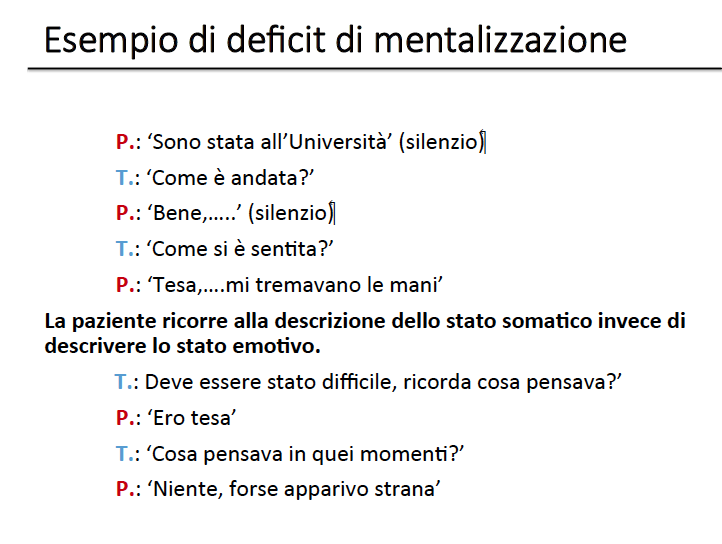 Esempio di deficit di mentalizzazione
P.: ‘Sono stata all’Università’ (silenzio)
T.: ‘Come è andata?’
P.: ‘Bene,…..’ (silenzio)
T.: ‘Come si è sentita?’
P.: ‘Tesa,….mi tremavano le mani’
La paziente ricorre alla descrizione dello stato somatico invece di
descrivere lo stato emotivo.
T.: Deve essere stato difficile, ricorda cosa pensava?’
P.: ‘Ero tesa’
T.: ‘Cosa pensava in quei momenti?’
P.: ‘Niente, forse apparivo strana’